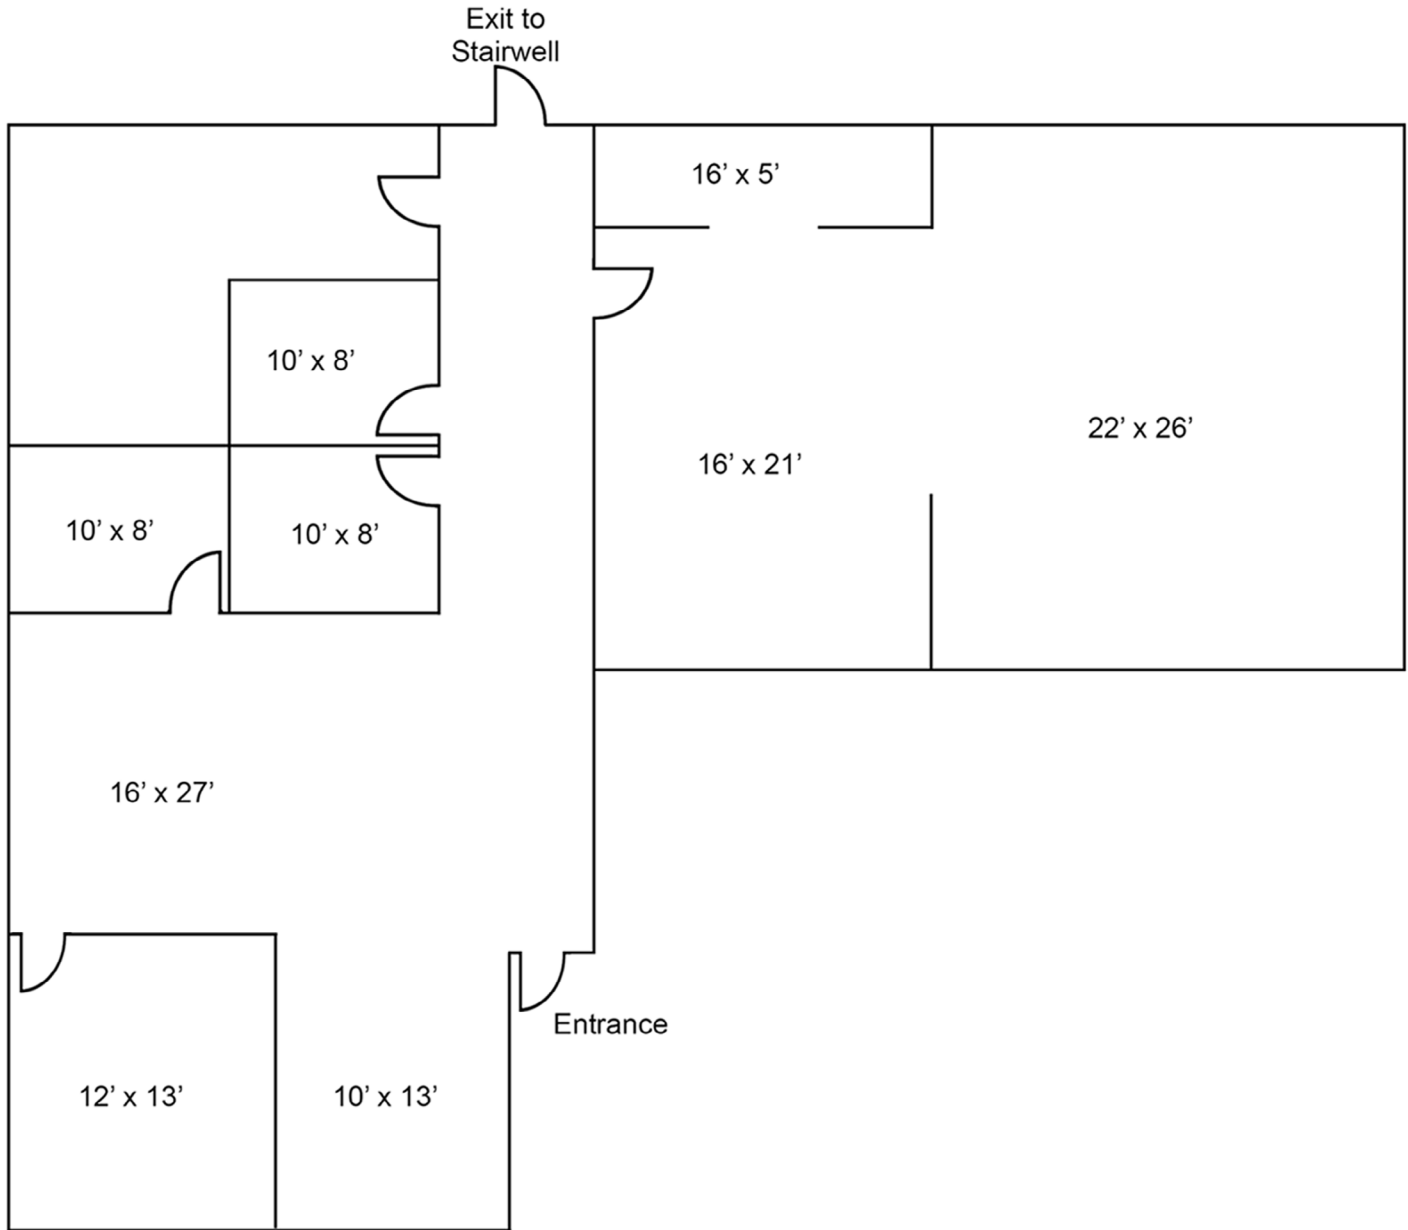 Exit to
Stairwell
16’ x 5’
10’ x 8’
22’ x 26’
16’ x 21’
10’ x 8’
10’ x 8’
16’ x 27’
Entrance
12’ x 13’
10’ x 13’